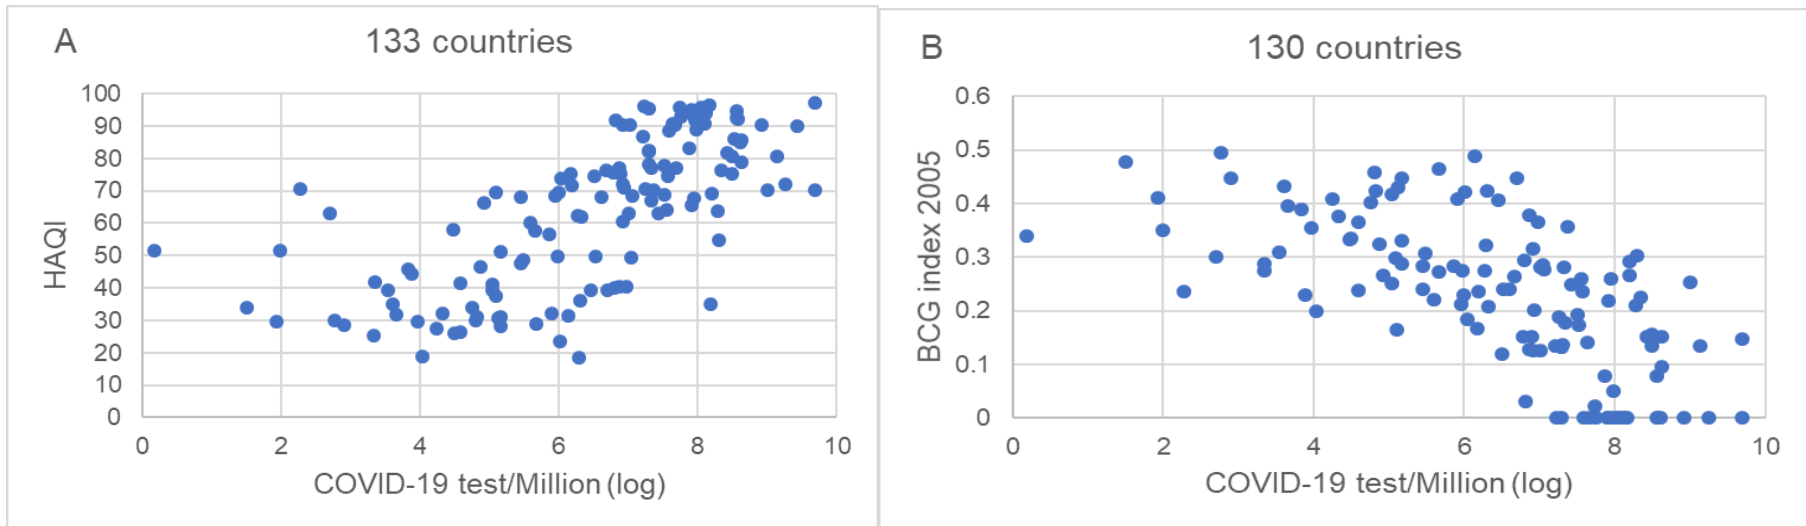 A
133 countries
HAQI
100
90
80
70
60
50
40
30
20
10
0
0 2 4 6 8 10
COVID-19 test/Million (log)
B
130 countries
BCG index 2005
0.6
0.5
0.4
0.3
0.2
0.1
0
0 2 4 6 8 10
COVID-19 test/Million (log)